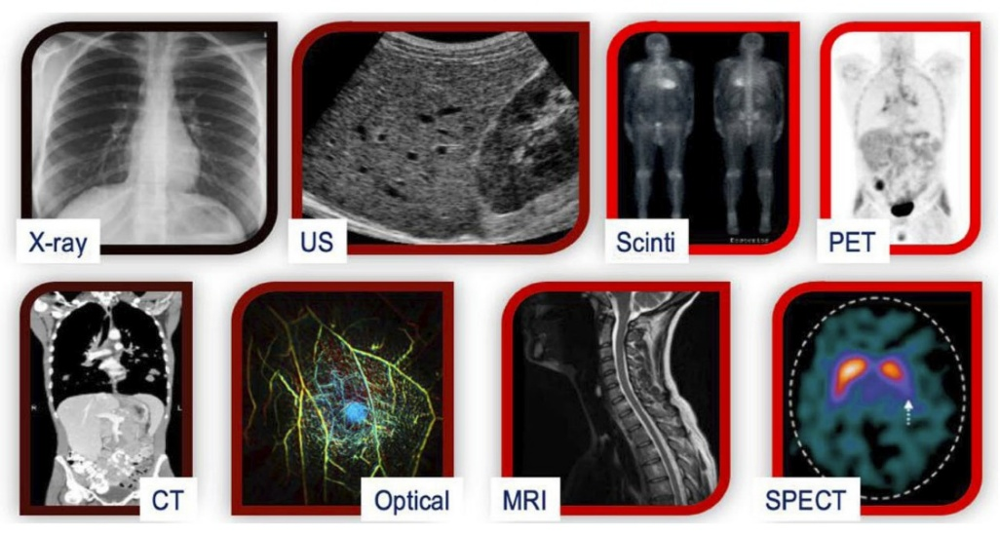 X-ray
US
Scinti
PET
R
L
CT
Optical
MRI
SPECT